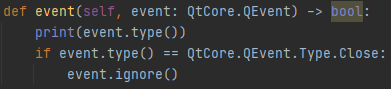 def event(self, event: QtCore.QEvent) -> bool:
    print(event.type())
    if event.type() == QtCore.QEvent.Type.Close:
        event.ignore()